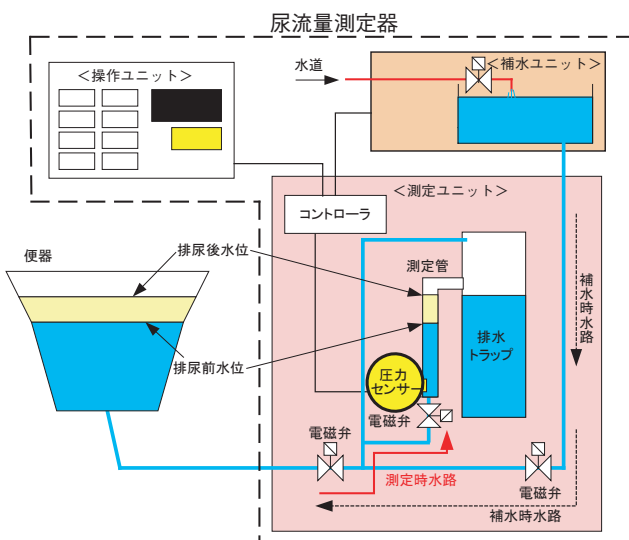 尿流量測定器
＜操作ユニット＞
水道
＜補水ユニット＞
＜測定ユニット＞
コントローラ
便器
排尿後水位
測定管
補水時水路
排水
トラップ
排尿前水位
圧力
センサー
電磁弁
電磁弁
測定時水路
電磁弁
補水時水路